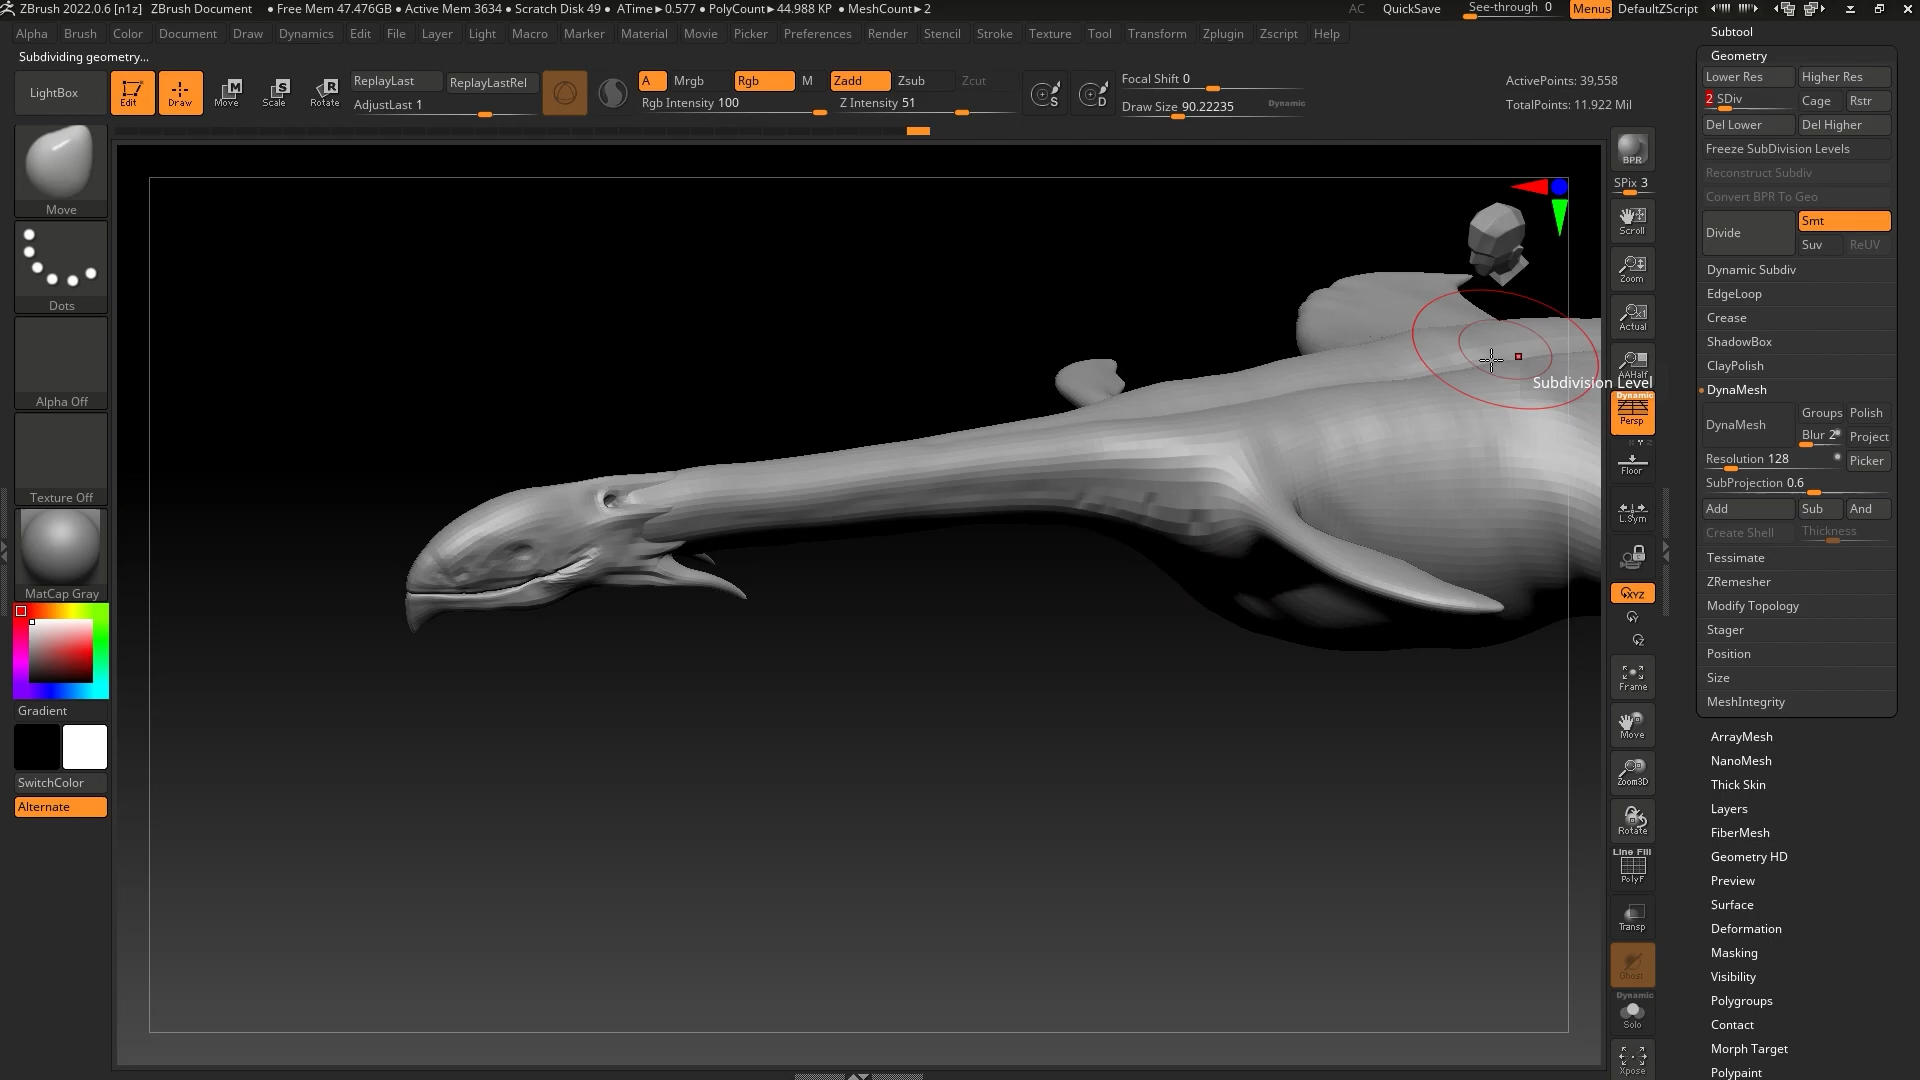 ZBrush 2022.0.6 [n1z] ZBrush Document • Free Mem 47.476GB • Active Mem 3634 • Scratch Disk 49 • ATime►0.577 • PolyCount►44.988 KP • MeshCount►2 AC QuickSave See-through 0 Menus DefaultZScript
Alpha Brush Color Document Draw Dynamics Edit File Layer Light Macro Marker Material Movie Picker Preferences Render Stencil Stroke Texture Tool Transform Zplugin Zscript Help
Subdividing geometry...
LightBox
Edit
Draw
Move
Scale
Rotate
ReplayLast ReplayLastRel
AdjustLast 1
A Mrgb Rgb M Zadd Zsub Zcut
Rgb Intensity 100 Z Intensity 51
S
D
Focal Shift 0
Draw Size 90.22235 Dynamic
ActivePoints: 39,558
TotalPoints: 11.922 Mil
Move
Dots
Alpha Off
Texture Off
MatCap Gray
Gradient
SwitchColor
Alternate
Subdivision Level
BPR
SPix 3
Scroll
Zoom
Actual
AAHalf
Dynamic
Persp
Floor
L.Sym
XYZ
Y
Z
Frame
Move
Zoom3D
Rotate
Line Fill
PolyF
Transp
Ghost
Dynamic
Solo
Xpose
Subtool
Geometry
Lower Res Higher Res
2 SDiv Cage Rstr
Del Lower Del Higher
Freeze SubDivision Levels
Reconstruct Subdiv
Convert BPR To Geo
Divide Smt
Suv ReUV
Dynamic Subdiv
EdgeLoop
Crease
ShadowBox
ClayPolish
DynaMesh
DynaMesh Groups Polish
Blur 2 Project
Resolution 128 Picker
SubProjection 0.6
Add Sub And
Create Shell Thickness
Tessimate
ZRemesher
Modify Topology
Stager
Position
Size
MeshIntegrity
ArrayMesh
NanoMesh
Thick Skin
Layers
FiberMesh
Geometry HD
Preview
Surface
Deformation
Masking
Visibility
Polygroups
Contact
Morph Target
Polypaint